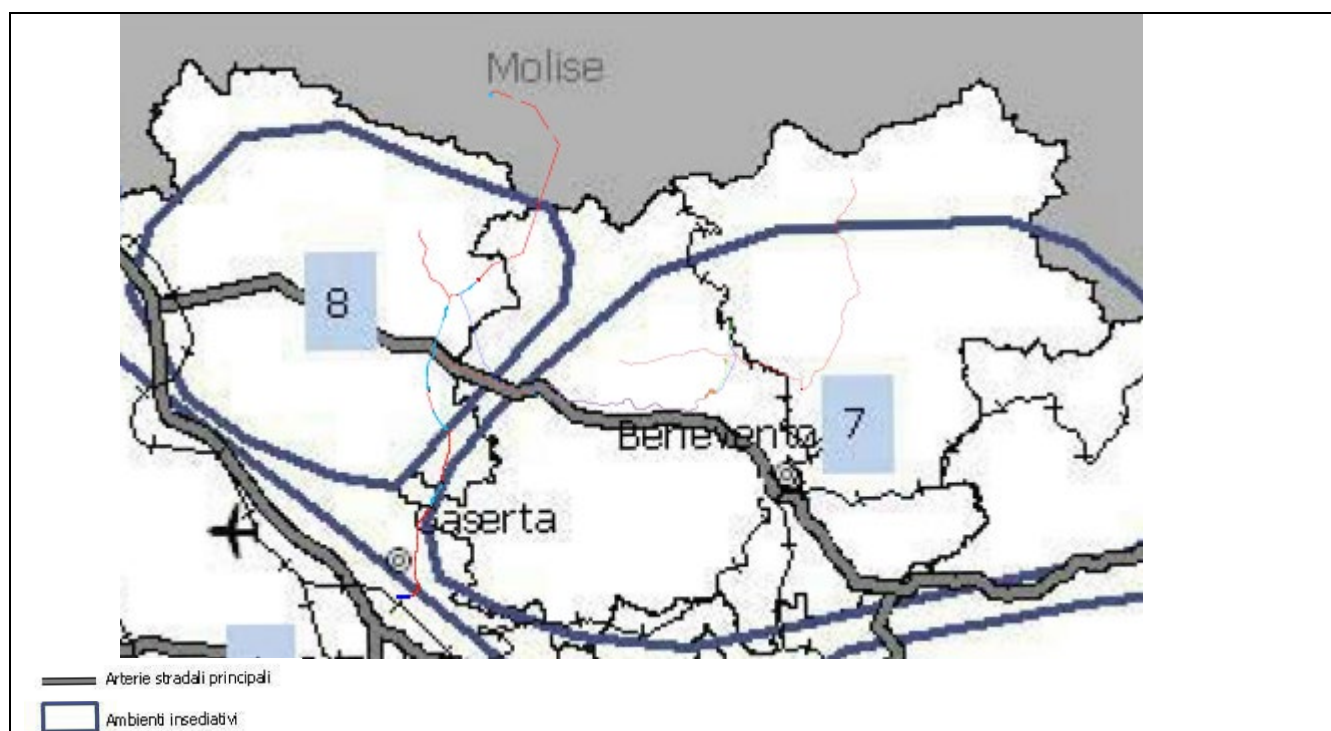 Molise
8
Benevento
7
Caserta
Arterie stradali principali
Ambienti insediativi